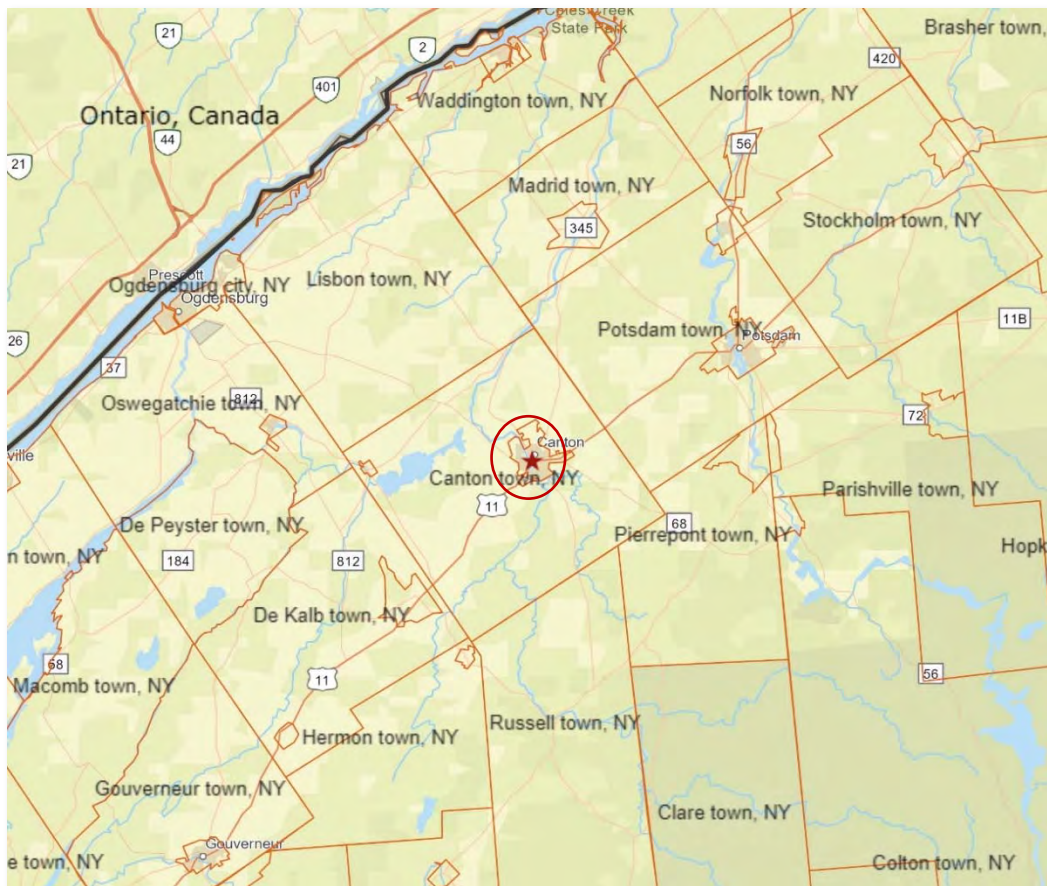 Coles Creek
State Park
21
2
Brasher town,
420
401
Waddington town, NY
Norfolk town, NY
Ontario, Canada
44
56
21
Madrid town, NY
345
Stockholm town, NY
Prescott
Lisbon town, NY
Ogdensburg city, NY
Ogdensburg
11B
Potsdam town, NY
Potsdam
26
37
812
Oswegatchie town, NY
72
Canton
ville
Canton town, NY
Parishville town, NY
11
De Peyster town, NY
68
Pierrepont town, NY
Hopk
n town, NY
184
812
De Kalb town, NY
68
56
Macomb town, NY
11
Russell town, NY
Hermon town, NY
Gouverneur town, NY
Clare town, NY
Gouverneur
e town, NY
Colton town, NY